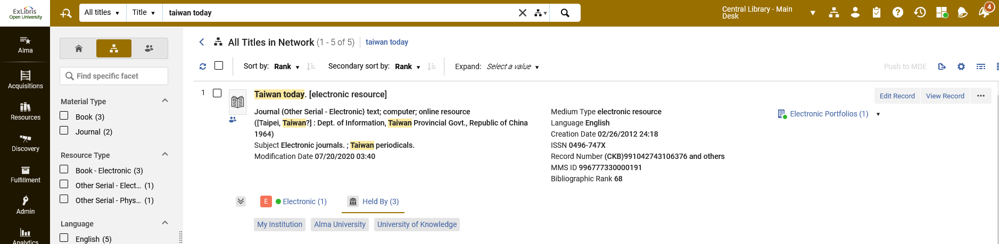 ExLibris
Open University
All titles
Title
taiwan today
Central Library - Main
Desk
4
Alma
Acquisitions
Resources
Discovery
Fulfillment
Admin
Analytics
Find specific facet
Material Type
Book (3)
Journal (2)
Resource Type
Book - Electronic (3)
Other Serial - Elect... (1)
Other Serial - Phys... (1)
Language
English (5)
All Titles in Network (1 - 5 of 5) taiwan today
Sort by: Rank Secondary sort by: Rank Expand: Select a value Push to MDE
1
Taiwan today. [electronic resource]
Journal {Other Serial - Electronic} text; computer; online resource
([Taipei, Taiwan?] : Dept. of Information, Taiwan Provincial Govt., Republic of China
1964)
Subject Electronic journals. ; Taiwan periodicals.
Modification Date 07/20/2020 03:40
Medium Type electronic resource
Language English
Creation Date 02/26/2012 24:18
ISSN 0496-747X
Record Number (CKB)991042743106376 and others
MMS ID 996777330000191
Bibliographic Rank 68
Edit Record View Record
Electronic Portfolios (1)
E Electronic (1) Held By (3)
My Institution Alma University University of Knowledge